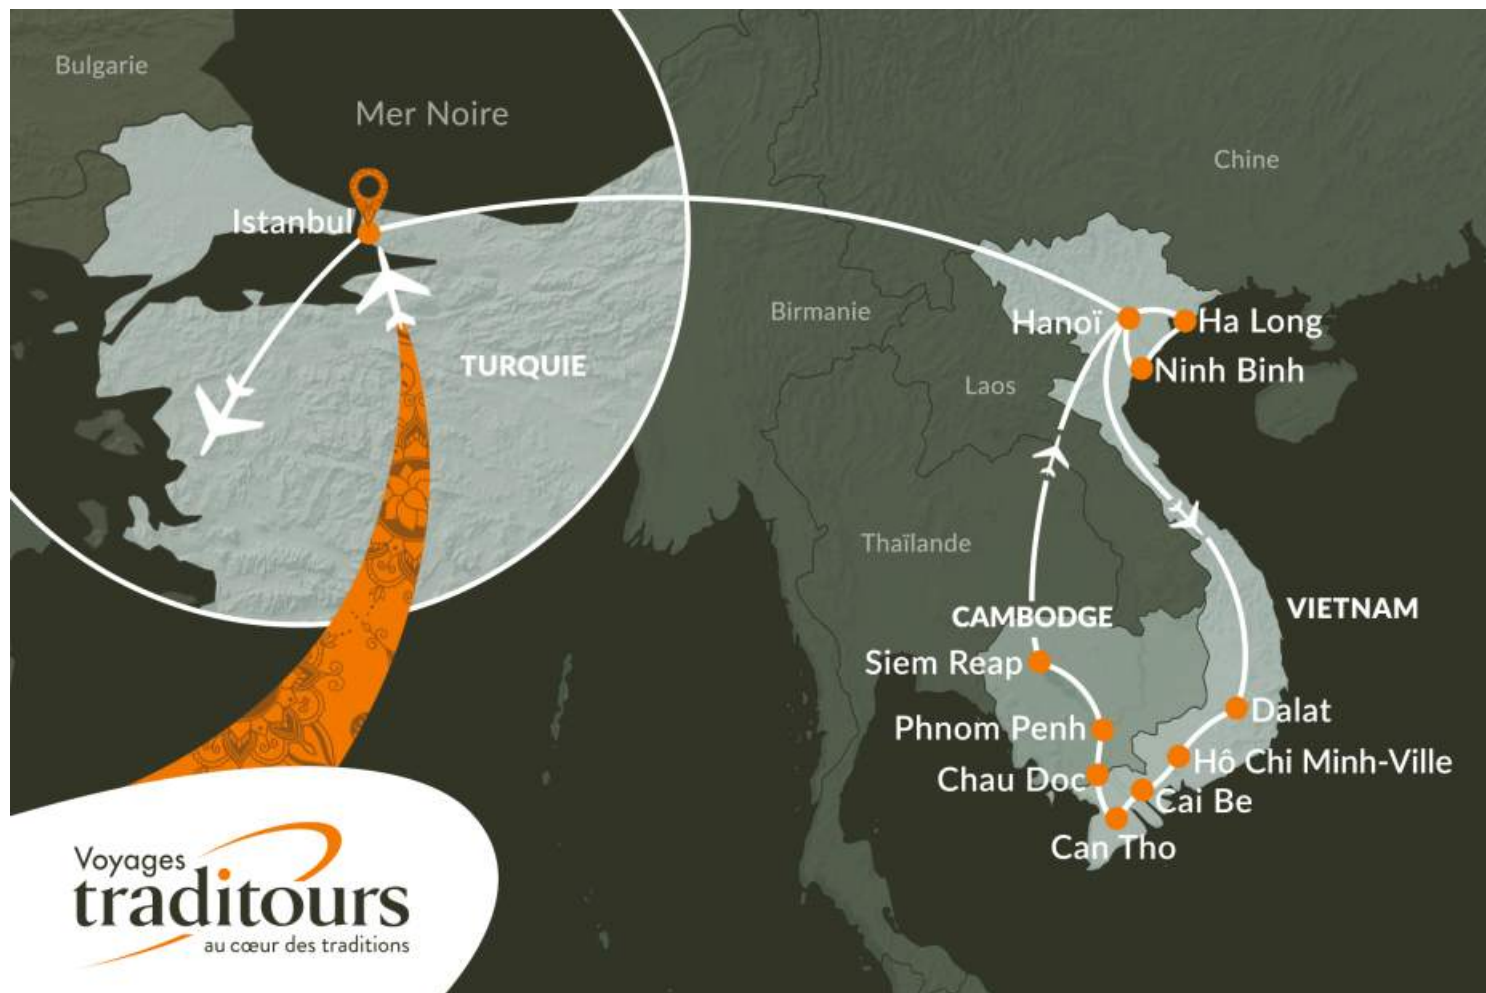 Bulgarie
Mer Noire
Chine
Istanbul
Birmanie
Hanoï
Ha Long
TURQUIE
Ninh Binh
Laos
Thaïlande
CAMBODGE
VIETNAM
Siem Reap
Dalat
Phnom Penh
Hô Chi Minh-Ville
Chau Doc
Cai Be
Can Tho
Voyages
traditours
au cœur des traditions